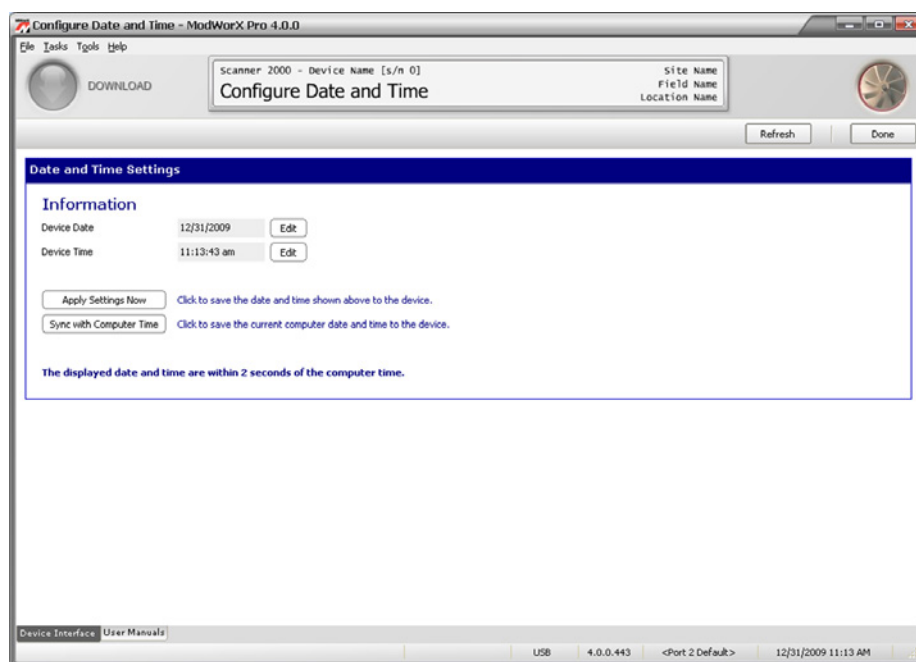 Configure Date and Time - ModWorX Pro 4.0.0
File Tasks Tools Help
DOWNLOAD
Scanner 2000 - Device Name [s/n 0]
Configure Date and Time
Site Name
Field Name
Location Name
Refresh
Done
Date and Time Settings
Information
Device Date 12/31/2009 Edit
Device Time 11:13:43 am Edit
Apply Settings Now Click to save the date and time shown above to the device.
Sync with Computer Time Click to save the current computer date and time to the device.
The displayed date and time are within 2 seconds of the computer time.
Device Interface User Manuals
USB 4.0.0.443 <Port 2 Default> 12/31/2009 11:13 AM